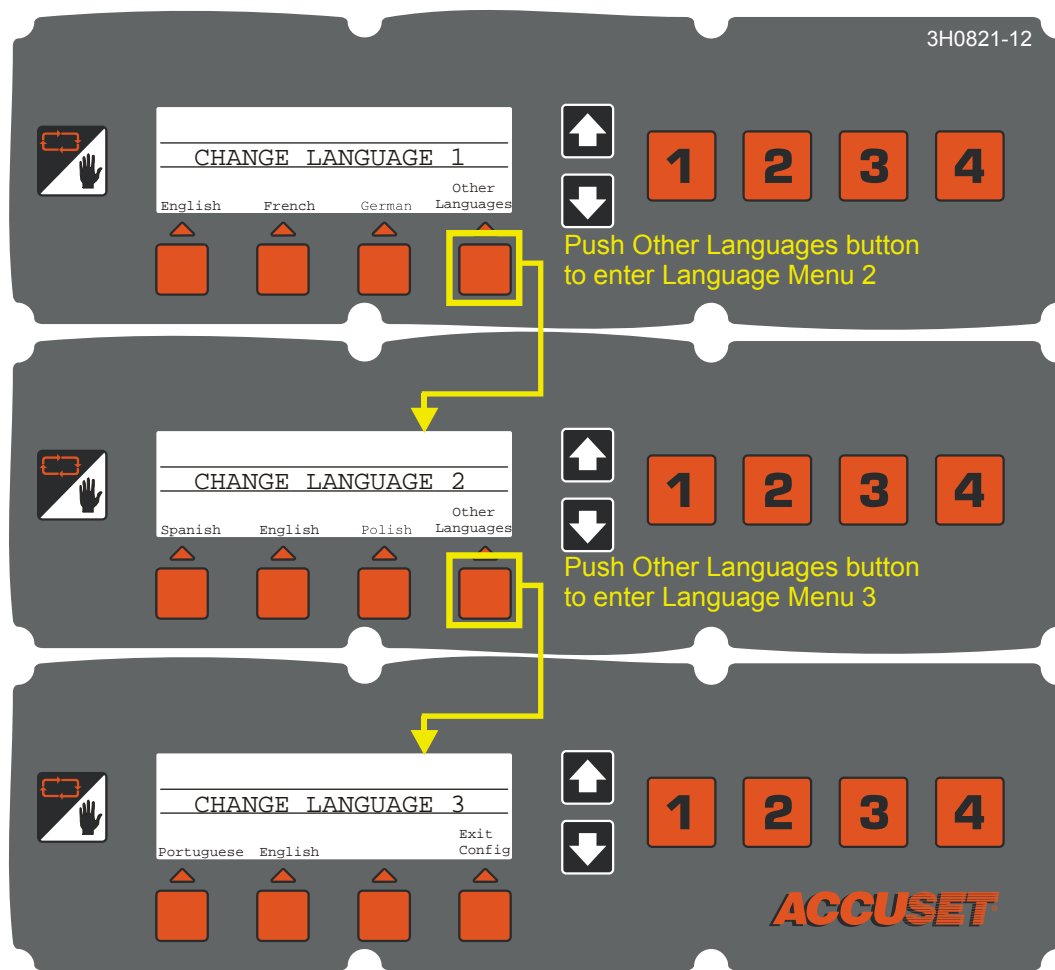 3H0821-12
CHANGE LANGUAGE 1
Other
English French German Languages
1 2 3 4
Push Other Languages button
to enter Language Menu 2
CHANGE LANGUAGE 2
Other
Spanish English Polish Languages
1 2 3 4
Push Other Languages button
to enter Language Menu 3
CHANGE LANGUAGE 3
Exit
Portuguese English Config
1 2 3 4
ACCUSET